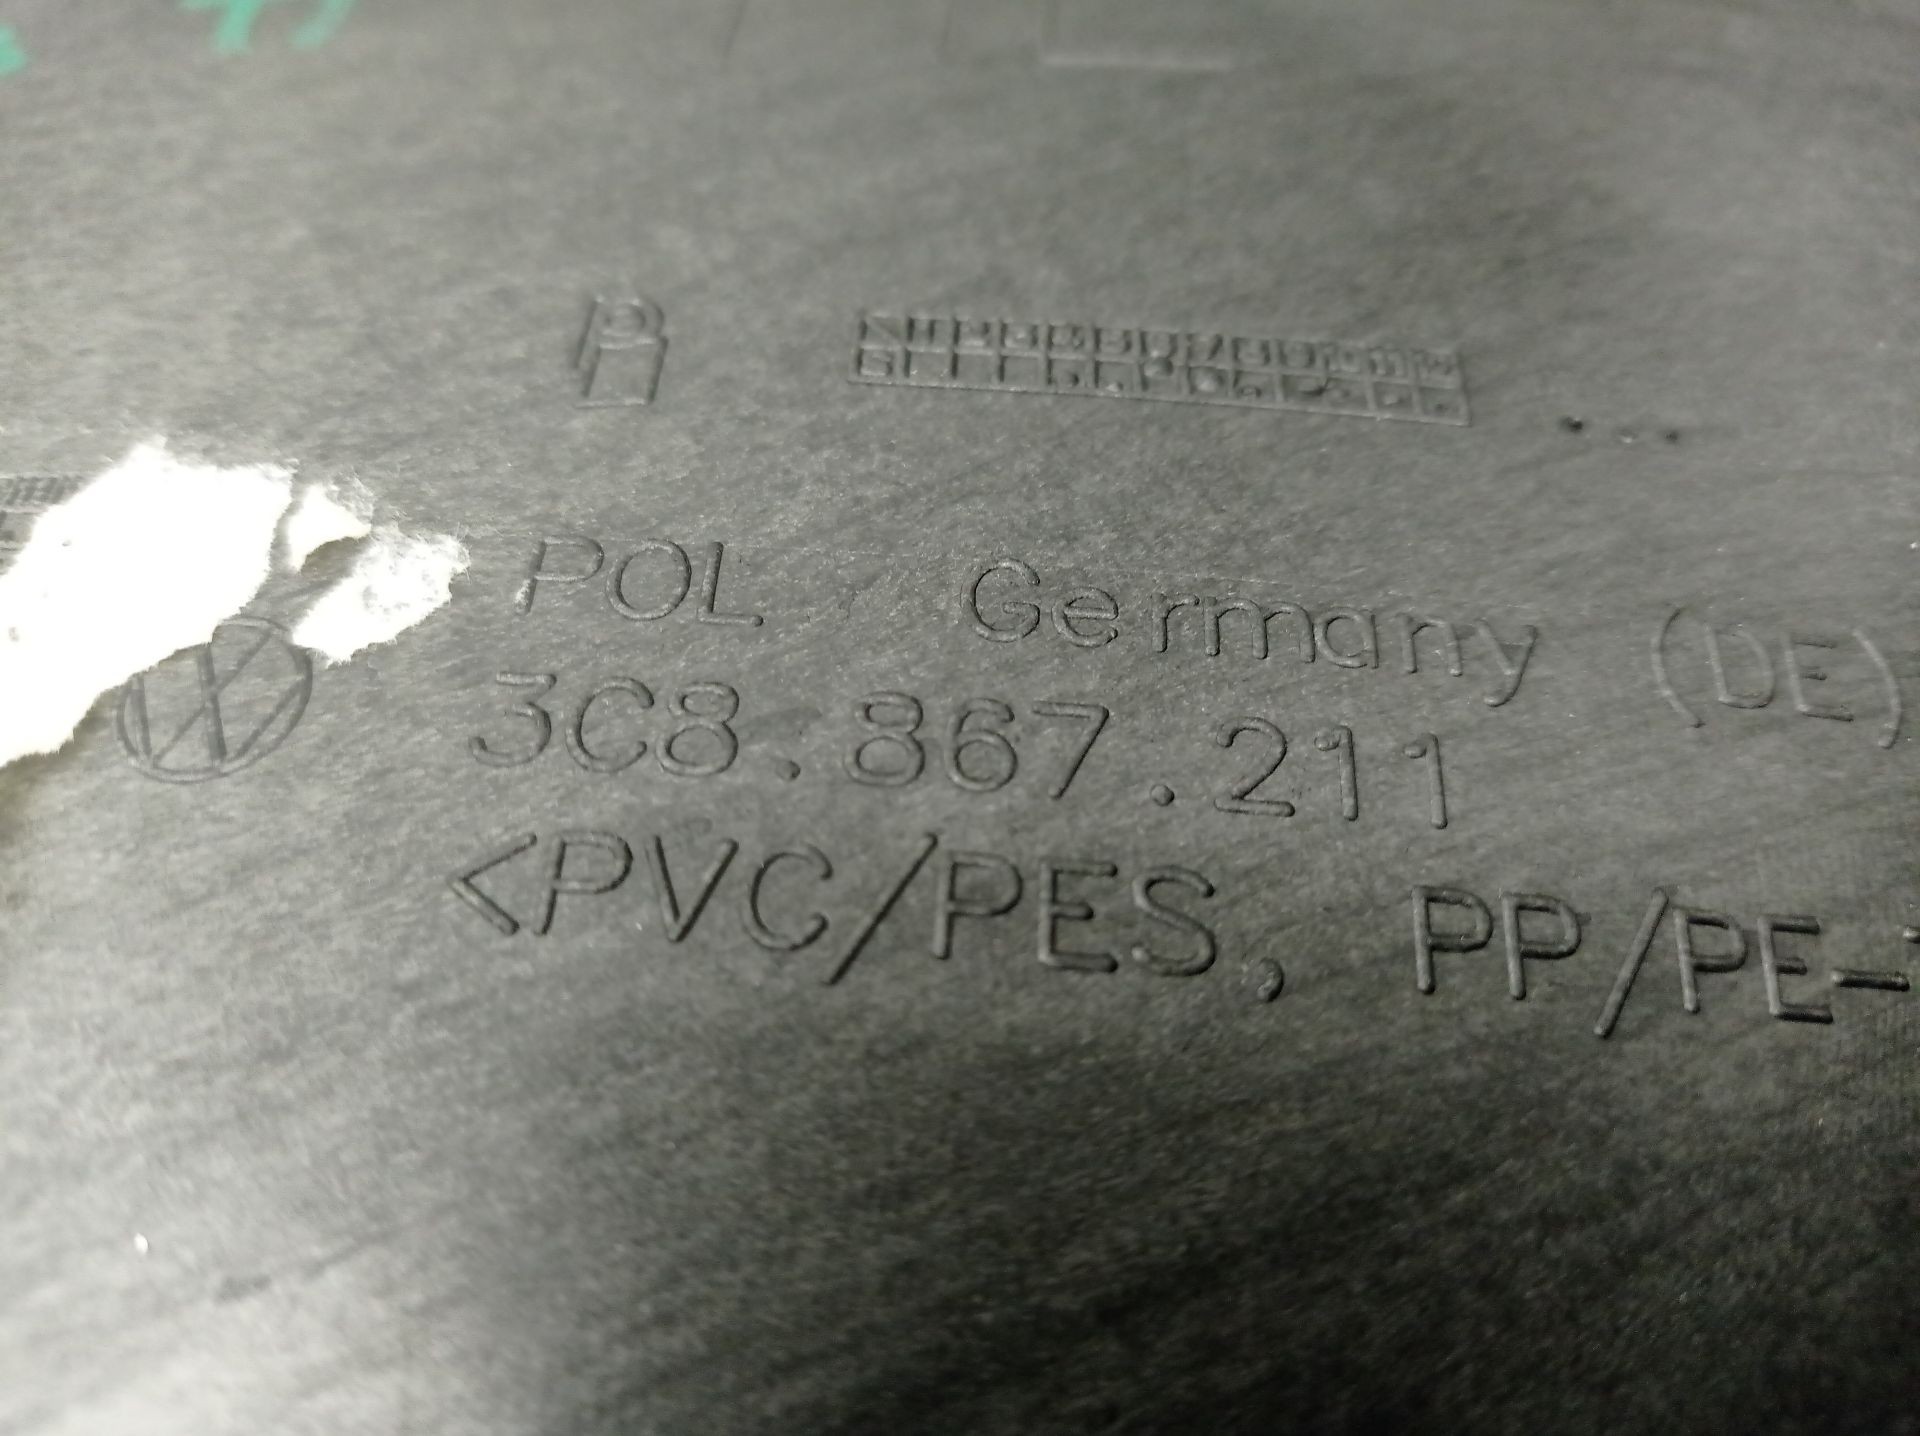 POL Germany (DE)
3C8.867.211
<PVC/PES, PP/PE-